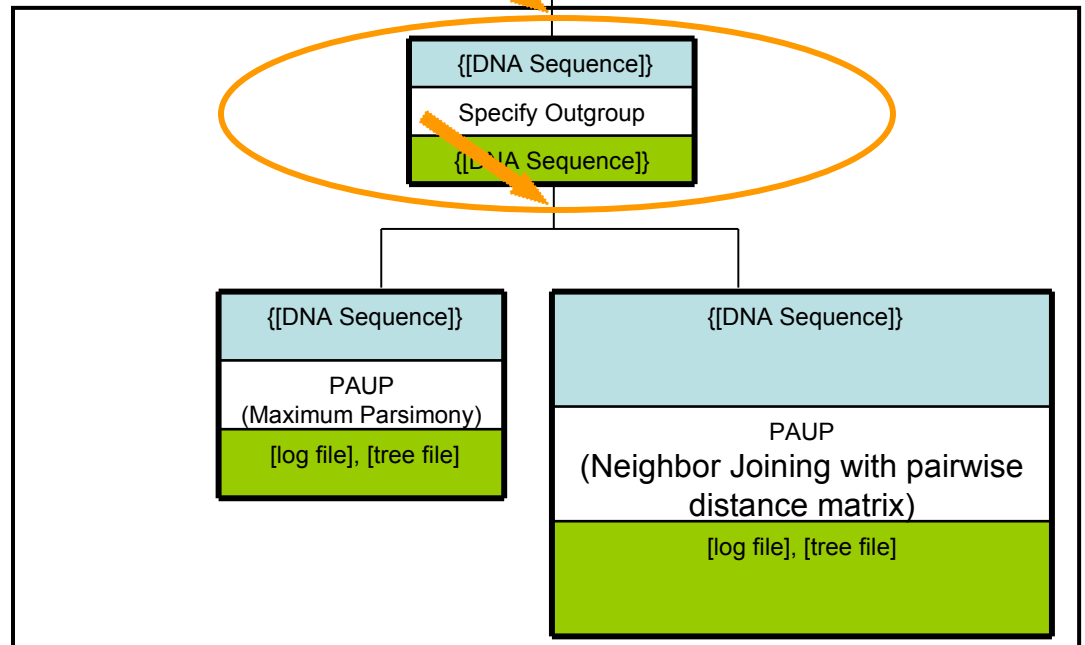 {[DNA Sequence]}
Specify Outgroup
{[DNA Sequence]}
{[DNA Sequence]}
PAUP
(Maximum Parsimony)
[log file], [tree file]
{[DNA Sequence]}
PAUP
(Neighbor Joining with pairwise
distance matrix)
[log file], [tree file]